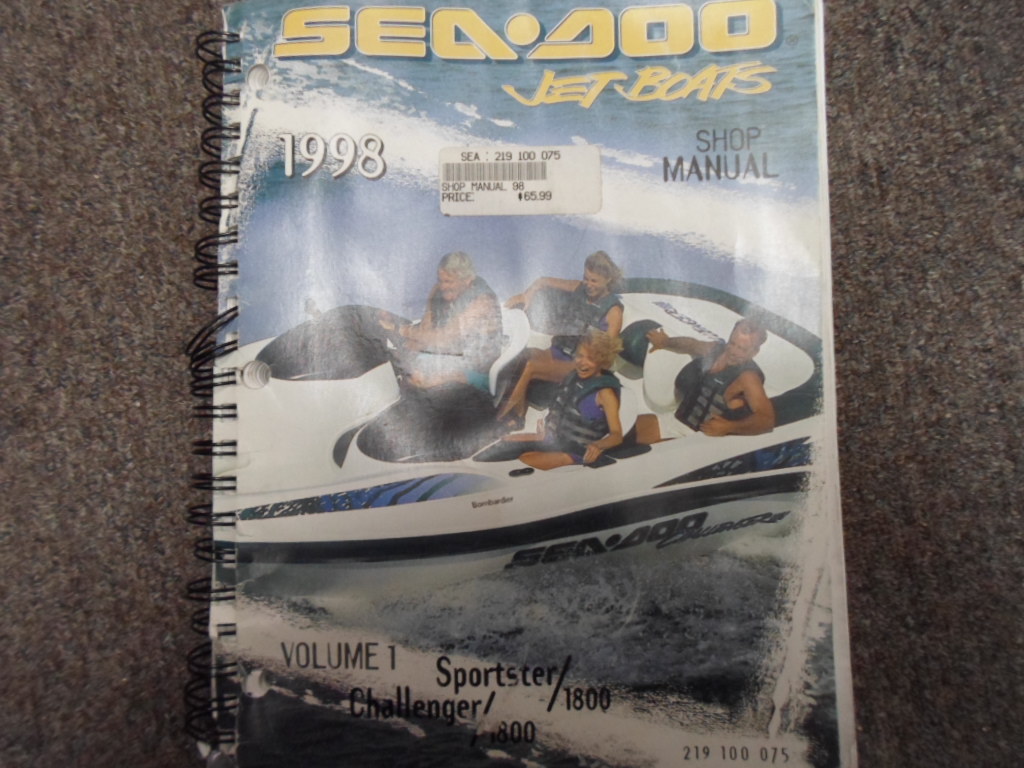 SEA·DOO
JET BOATS
1998
SHOP
MANUAL
SEA : 219 100 075
SHOP MANUAL 98
PRICE: $65.99
Bombardier
SEA·DOO
VOLUME 1
Sportster/
/1800
Challenger/
/1800
219 100 075